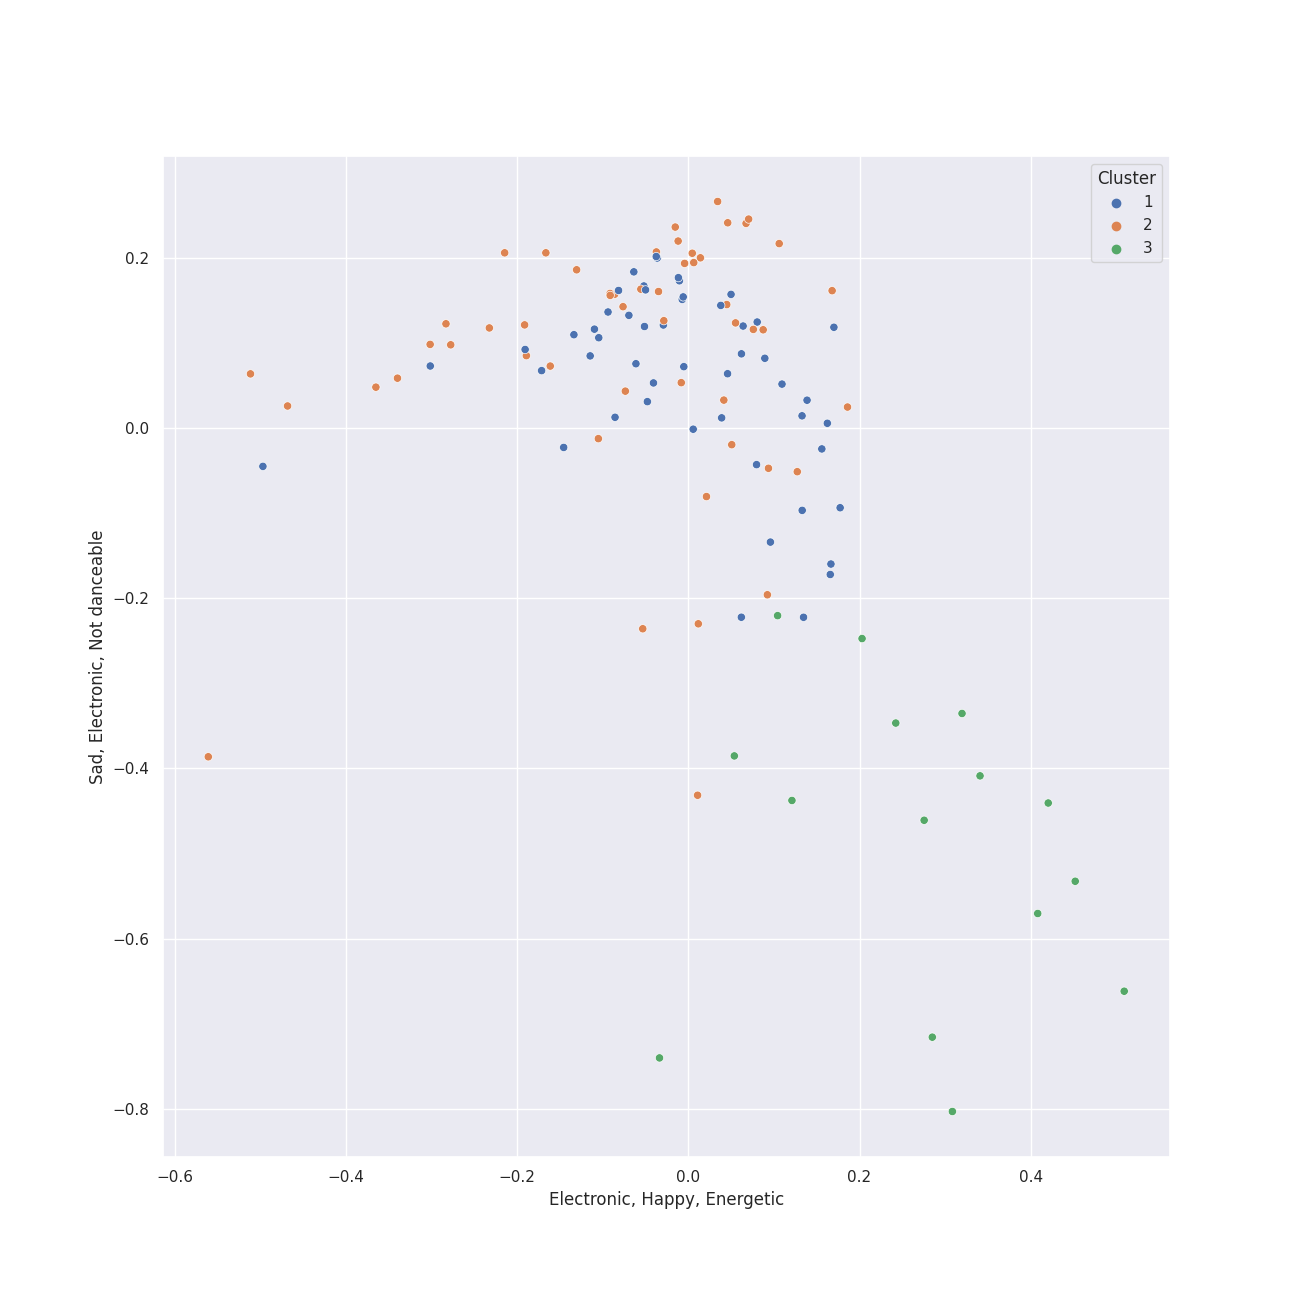 Cluster
1
2
3
0.2
0.0
−0.2
−0.4
−0.6
−0.8
Sad, Electronic, Not danceable
−0.6 −0.4 −0.2 0.0 0.2 0.4
Electronic, Happy, Energetic